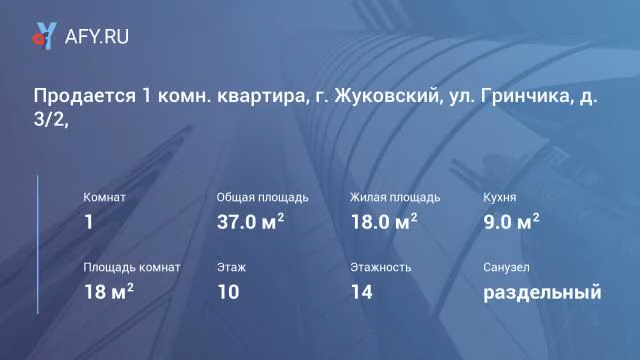 AFY.RU
Продается 1 комн. квартира, г. Жуковский, ул. Гринчика, д.
3/2,
Комнат
Общая площадь
Жилая площадь
Кухня
1
37.0 м²
18.0 м²
9.0 м²
Площадь комнат
Этаж
Этажность
Санузел
18 м²
10
14
раздельный